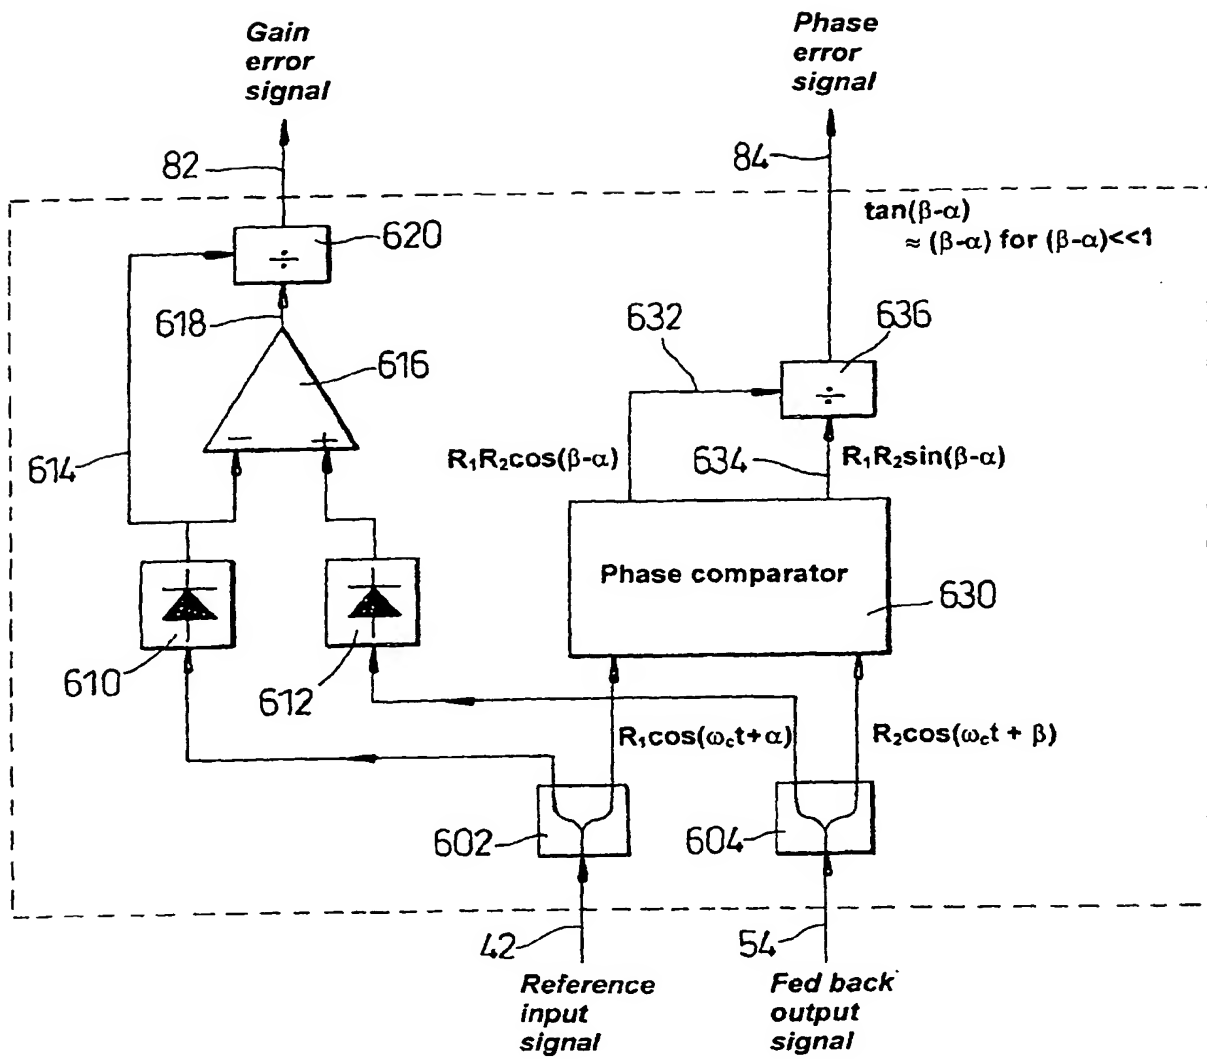 Gain
error
signal
Phase
error
signal
82
84
tan(β-α)
≈ (β-α) for (β-α)<<1
620
÷
618
632
636
÷
616
−
+
614
R₁R₂cos(β-α)
634
R₁R₂sin(β-α)
Phase comparator
630
610
612
R₁cos(ω꜀t+α)
R₂cos(ω꜀t + β)
602
604
42
54
Reference
input
signal
Fed back
output
signal